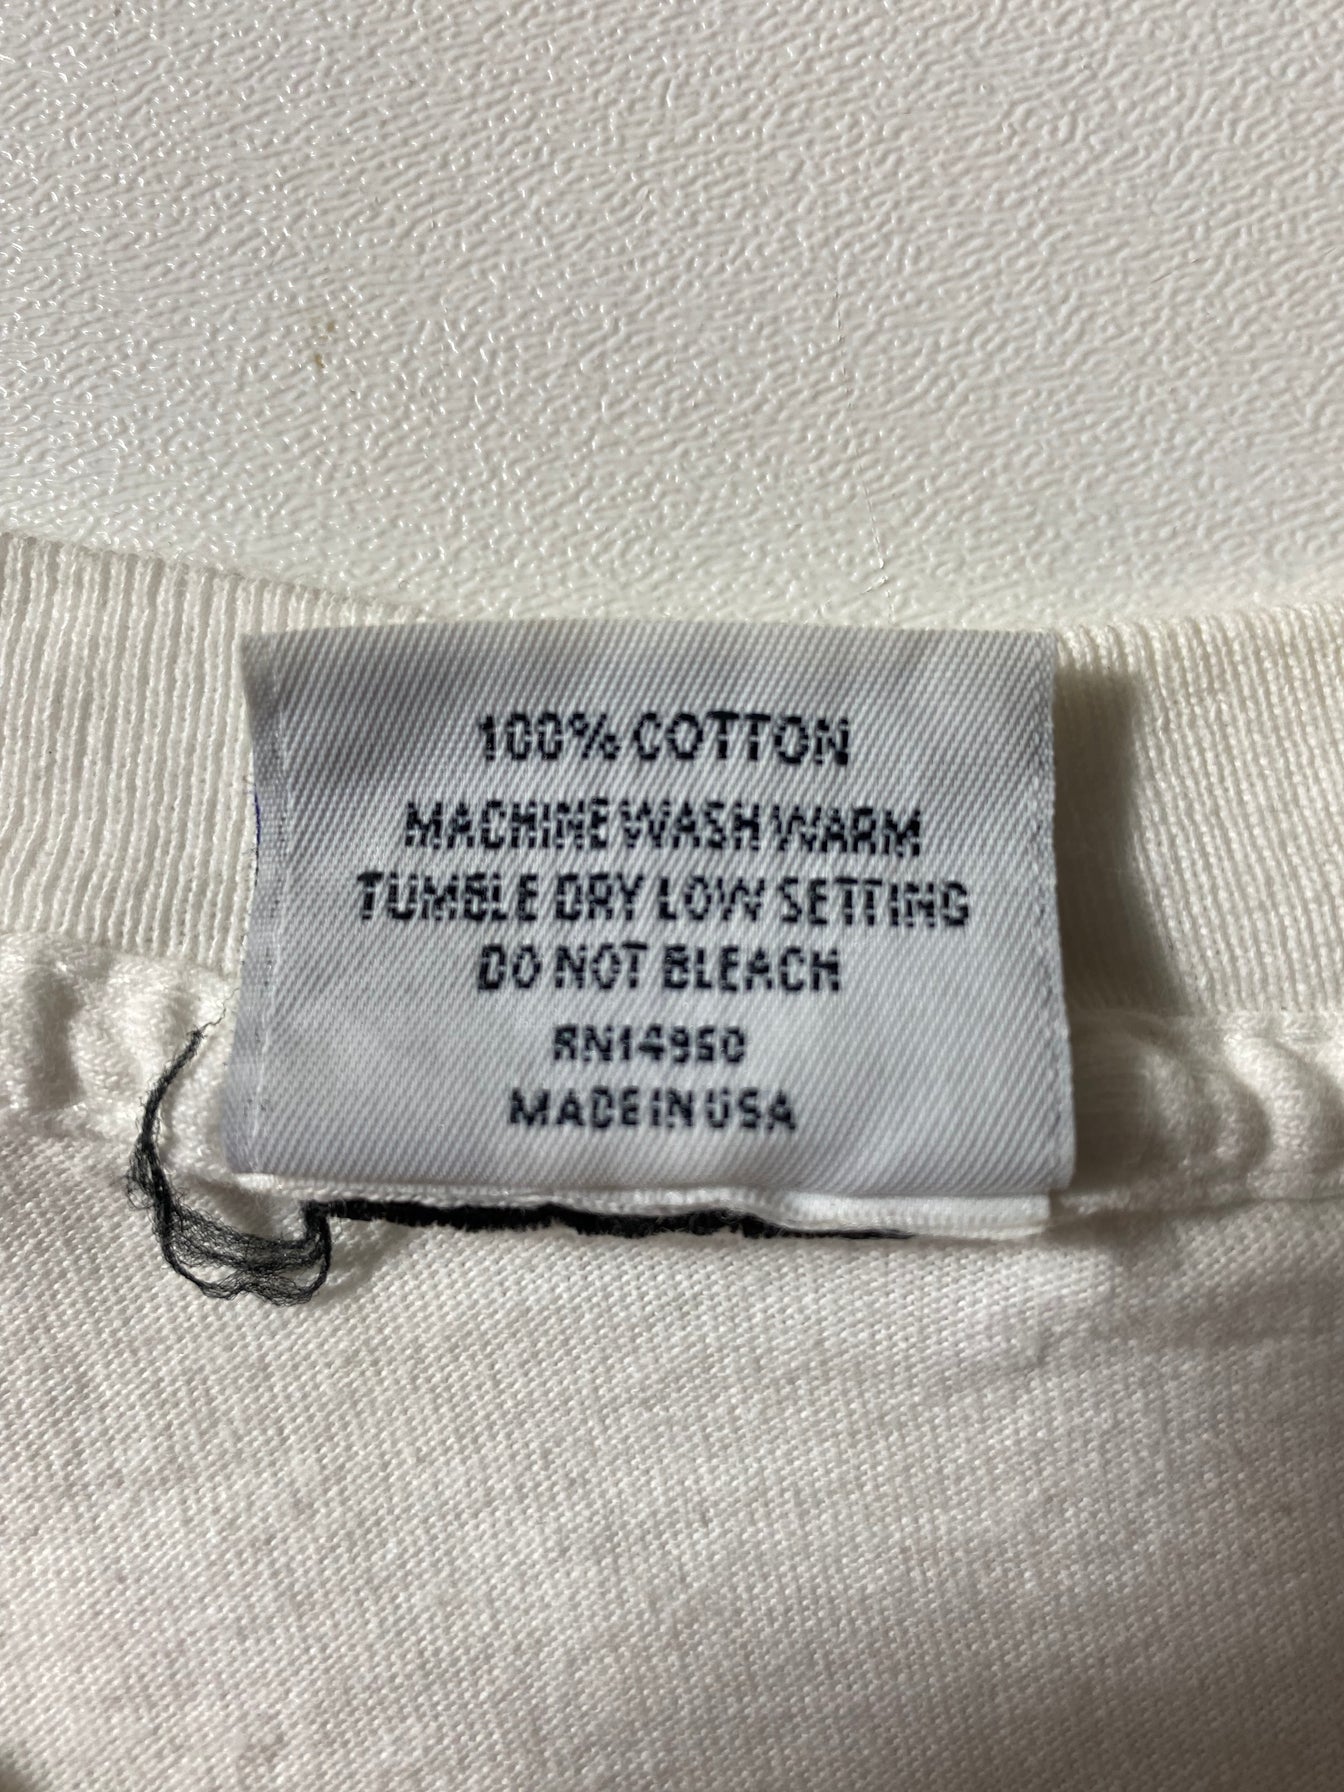 100% COTTON
MACHINE WASH WARM
TUMBLE DRY LOW SETTING
DO NOT BLEACH
RN14950
MADE IN USA